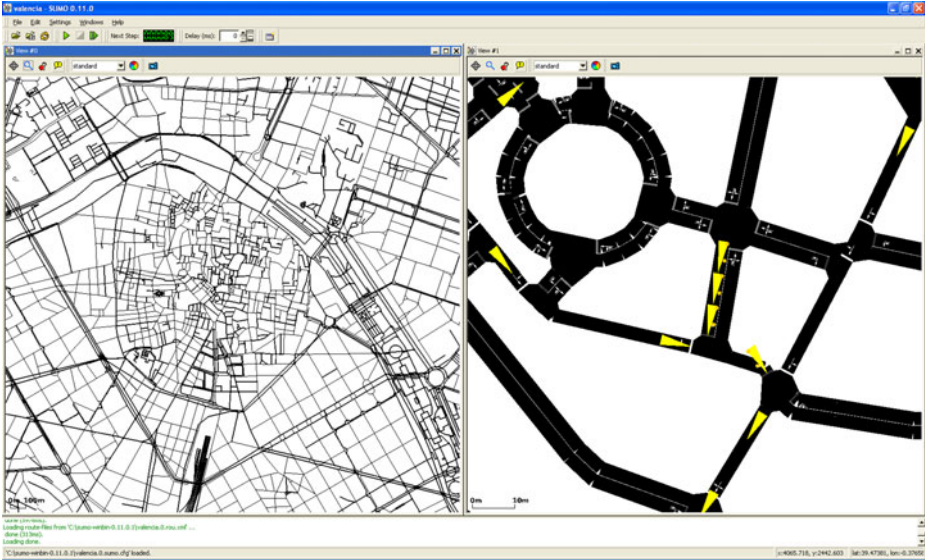 valencia - SUMO 0.11.0
File Edit Settings Windows Help
Next Step: Delay (ms): 0
View #0
View #1
standard
standard
0m 100m
0m 10m
Loading route-files from 'C:\sumo-winbin-0.11.0.1\valencia.0.rou.xml' ...
done (313ms).
Loading done.
'C:\sumo-winbin-0.11.0.1\valencia.0.sumo.cfg' loaded.
x:4065.718, y:2442.603
lat:39.47381, lon:-0.37650